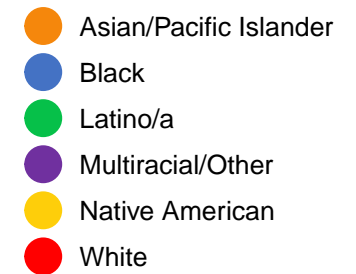 Asian/Pacific Islander
Black
Latino/a
Multiracial/Other
Native American
White